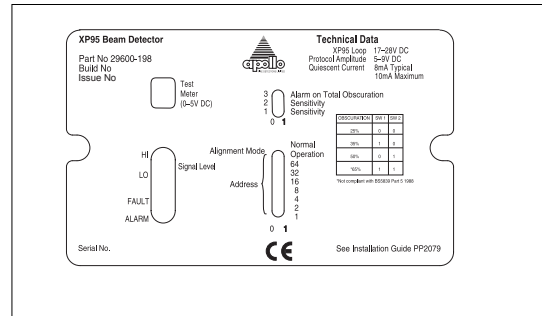 XP95 Beam Detector
Part No 29600-198
Build No
Issue No
apollo
Technical Data
XP95 Loop 17–28V DC
Protocol Amplitude 5–9V DC
Quiescent Current 8mA Typical
10mA Maximum
Test
Meter
(0–5V DC)
3 Alarm on Total Obscuration
2 Sensitivity
1 Sensitivity
0 1
OBSCURATION SW 1 SW 2
25% 0 0
35% 1 0
50% 0 1
*65% 1 1
*Not compliant with BS5839 Part 5 1988
HI
LO
FAULT
ALARM
Signal Level
Alignment Mode
Normal
Operation
Address
64
32
16
8
4
2
1
0 1
CE
Serial No.
See Installation Guide PP2079